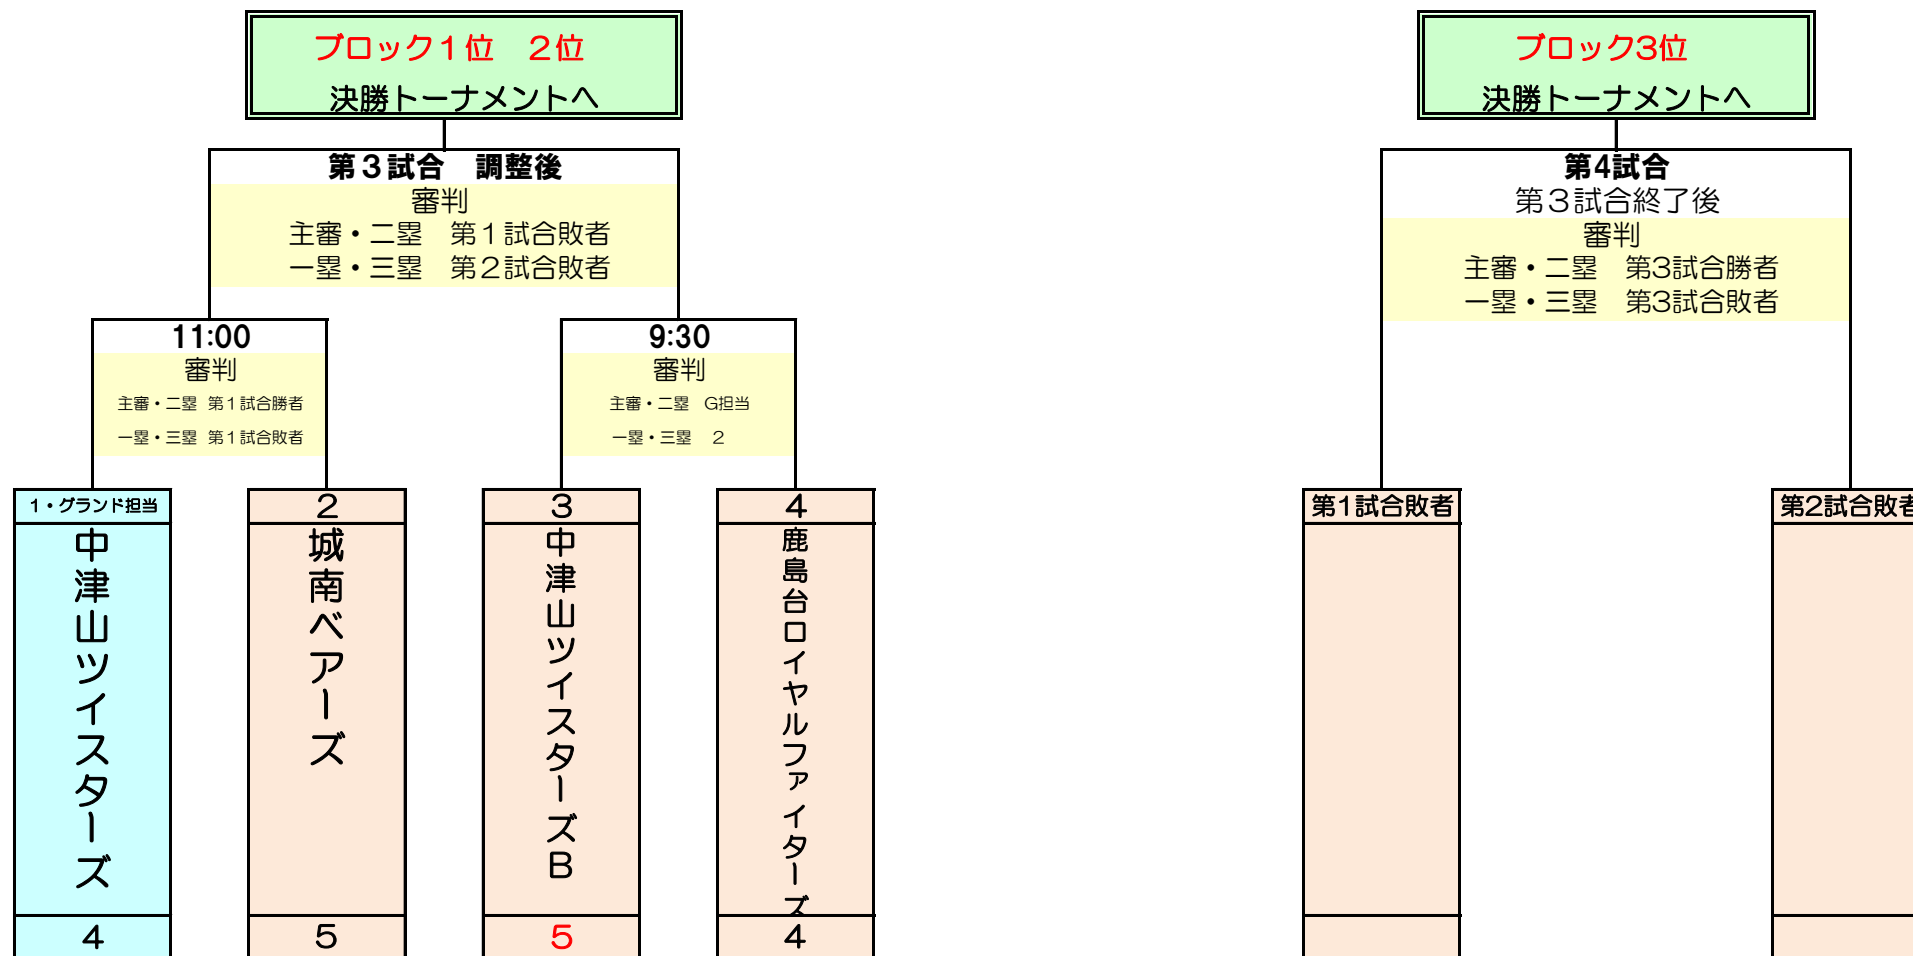 ブロック１位　２位
決勝トーナメントへ
第３試合　調整後
審判
主審・二塁　第１試合敗者
一塁・三塁　第２試合敗者
11:00
審判
主審・二塁 第１試合勝者
一塁・三塁 第１試合敗者
9:30
審判
主審・二塁　G担当
一塁・三塁　２
1・グランド担当
中津山ツイスターズ
4
2
城南ベアーズ
5
3
中津山ツイスターズB
5
4
鹿島台ロイヤルファイターズ
4
ブロック3位
決勝トーナメントへ
第4試合
第３試合終了後
審判
主審・二塁　第3試合勝者
一塁・三塁　第3試合敗者
第1試合敗者
第2試合敗者